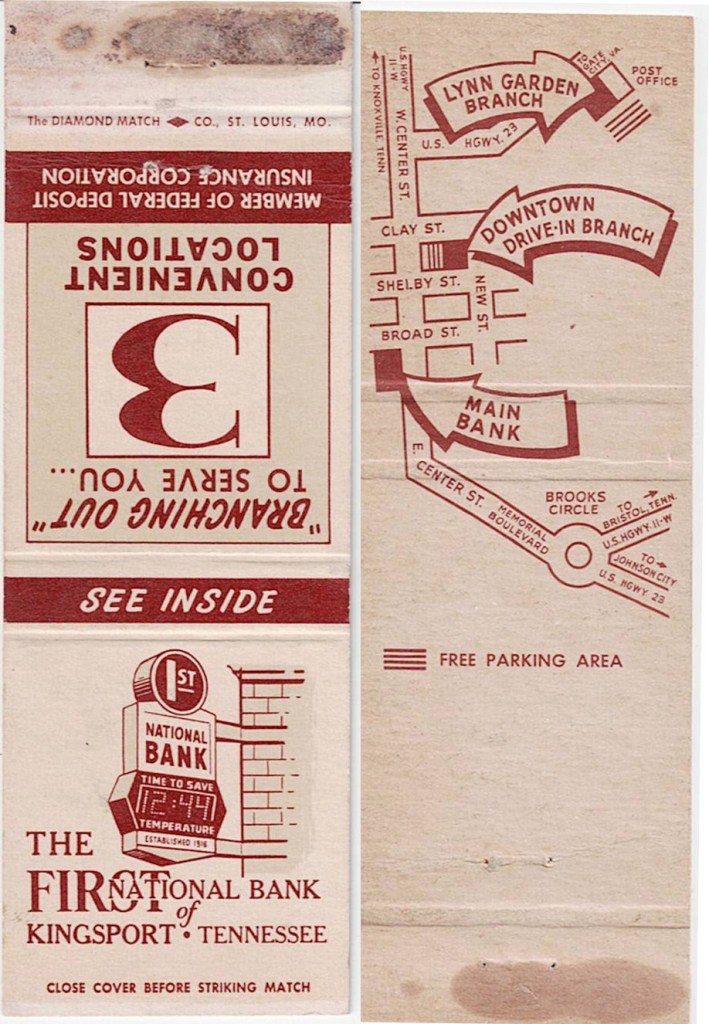 The DIAMOND MATCH CO., ST. LOUIS, MO.
MEMBER OF FEDERAL DEPOSIT
INSURANCE CORPORATION
"BRANCHING OUT"
TO SERVE YOU...
3
CONVENIENT
LOCATIONS
SEE INSIDE
1ST
NATIONAL
BANK
TIME TO SAVE
12:44
TEMPERATURE
ESTABLISHED 1916
THE
FIRST
NATIONAL BANK
of
KINGSPORT • TENNESSEE
CLOSE COVER BEFORE STRIKING MATCH
TO KNOXVILLE, TENN.
U.S. HGWY
11-W
W. CENTER ST.
LYNN GARDEN
BRANCH
TO GATE
CITY, VA.
POST
OFFICE
U.S. HGWY. 23
CLAY ST.
DOWNTOWN
DRIVE-IN BRANCH
SHELBY ST.
NEW ST.
BROAD ST.
MAIN
BANK
E. CENTER ST.
MEMORIAL
BOULEVARD
BROOKS
CIRCLE
TO
BRISTOL, TENN.
U.S. HGWY. 11-W
TO
JOHNSON CITY
U.S. HGWY 23
FREE PARKING AREA